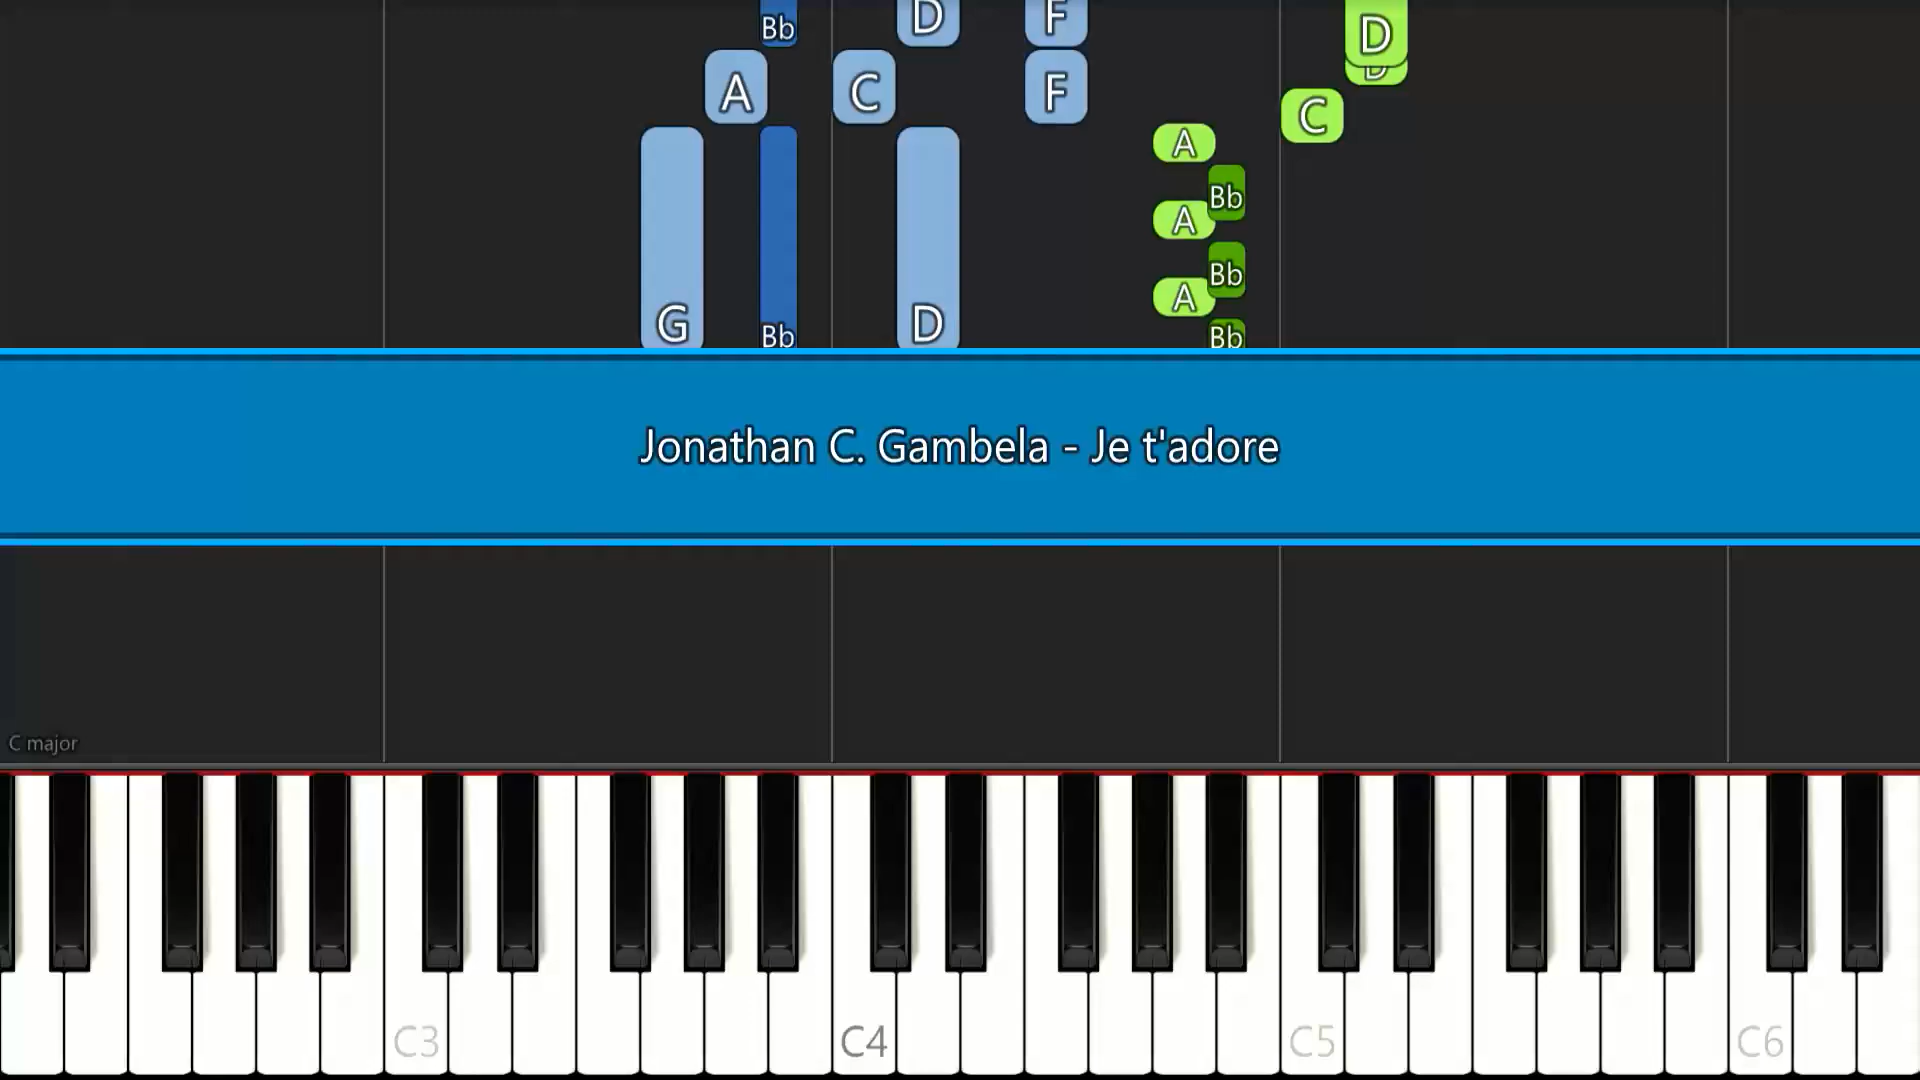 Bb D F D
A C F D
C
A
Bb
A
Bb
A
G Bb D Bb
Jonathan C. Gambela - Je t'adore
C major
C3 C4 C5 C6